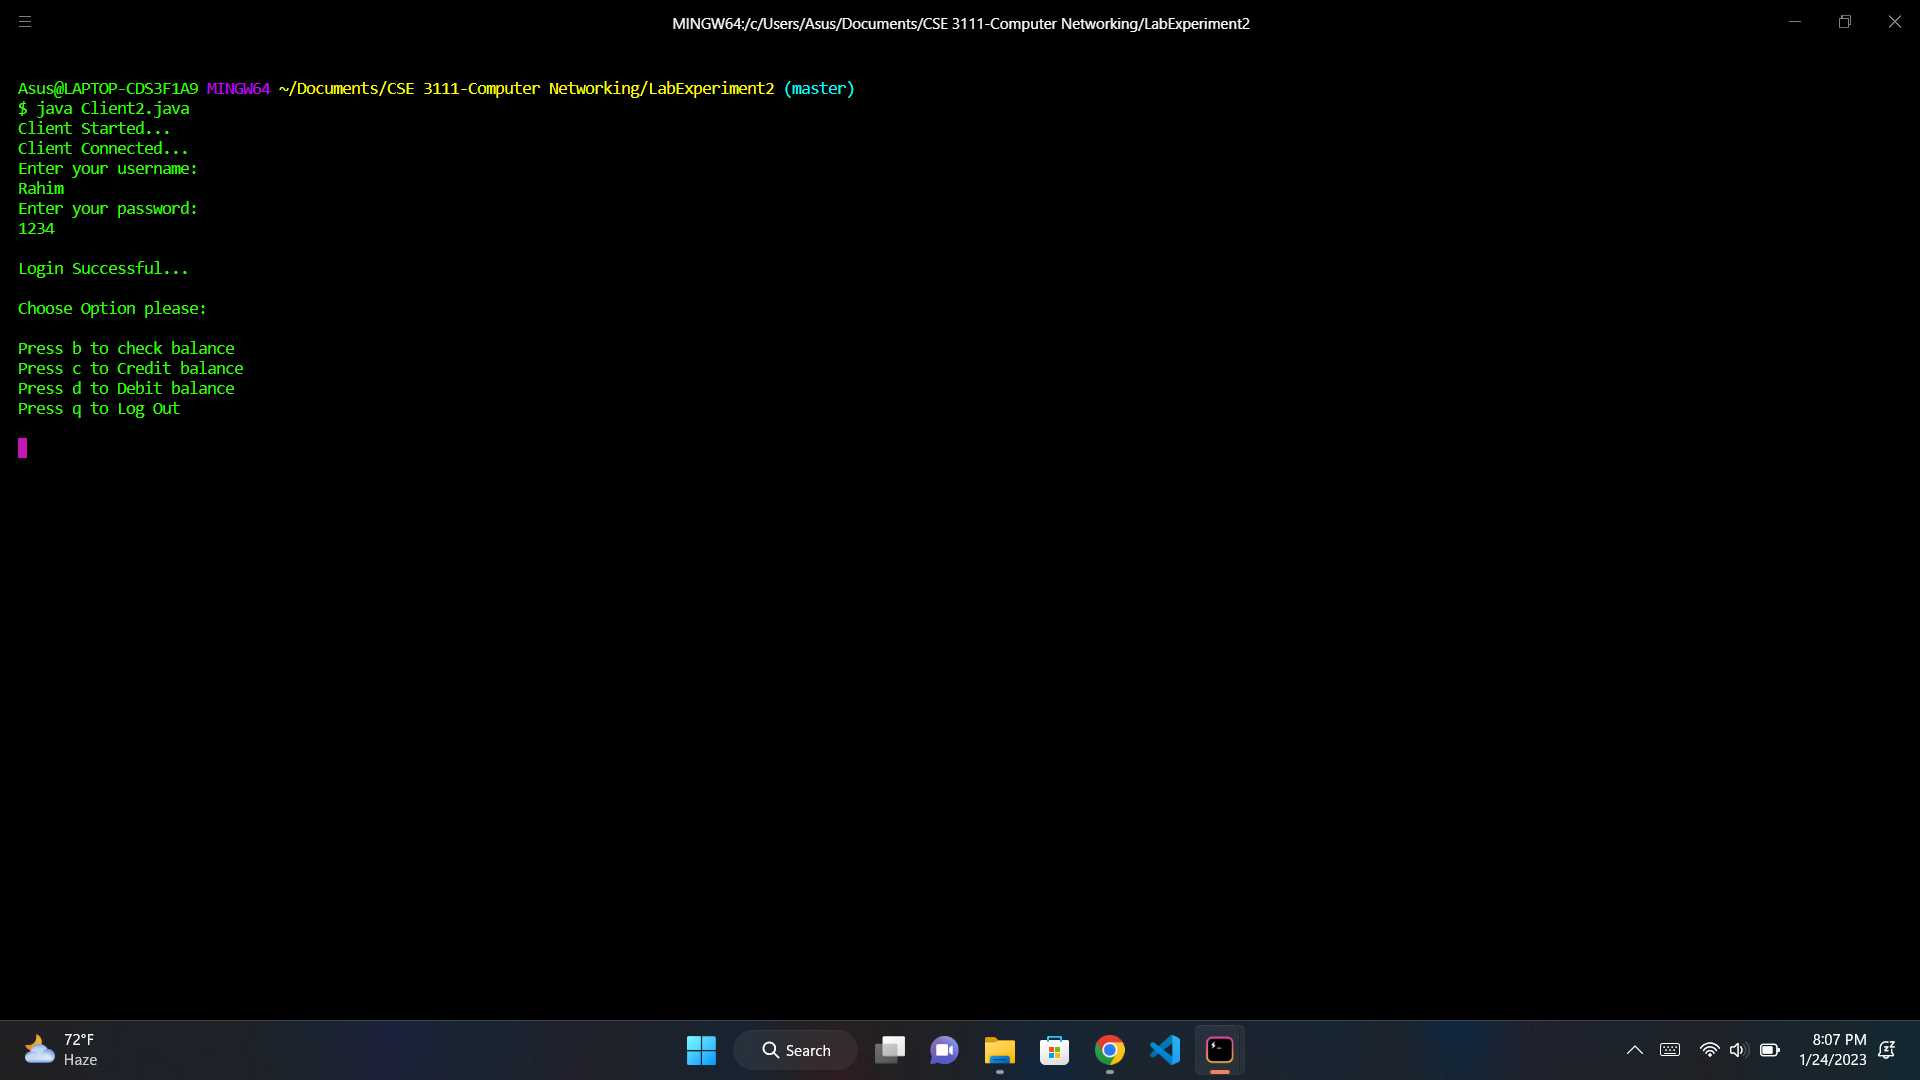 MINGW64:/c/Users/Asus/Documents/CSE 3111-Computer Networking/LabExperiment2
Asus@LAPTOP-CDS3F1A9 MINGW64 ~/Documents/CSE 3111-Computer Networking/LabExperiment2 (master)
$ java Client2.java
Client Started...
Client Connected...
Enter your username:
Rahim
Enter your password:
1234
Login Successful...
Choose Option please:
Press b to check balance
Press c to Credit balance
Press d to Debit balance
Press q to Log Out
72°F
Haze
Search
8:07 PM
1/24/2023